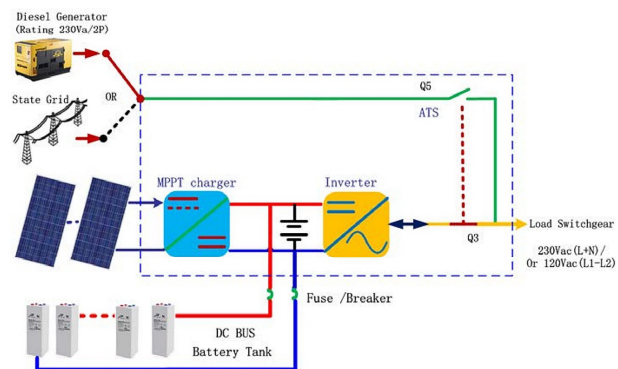 Diesel Generator
(Rating 230Va/2P)
OR
State Grid
Q5
ATS
MPPT charger
Inverter
Q3
Load Switchgear
230Vac(L+N)/
Or 120Vac(L1-L2)
Fuse /Breaker
DC BUS
Battery Tank